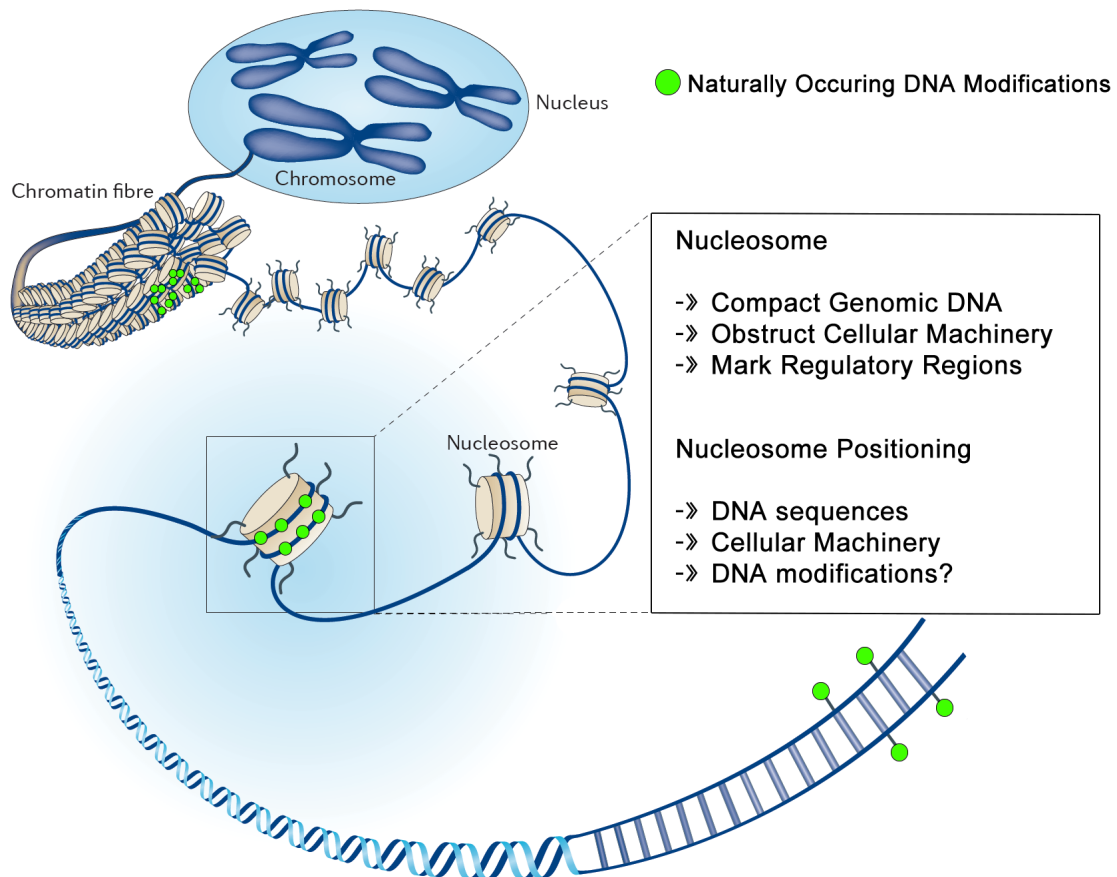 Nucleus
Naturally Occuring DNA Modifications
Chromosome
Chromatin fibre
Nucleosome
-» Compact Genomic DNA
-» Obstruct Cellular Machinery
-» Mark Regulatory Regions
Nucleosome Positioning
-» DNA sequences
-» Cellular Machinery
-» DNA modifications?
Nucleosome